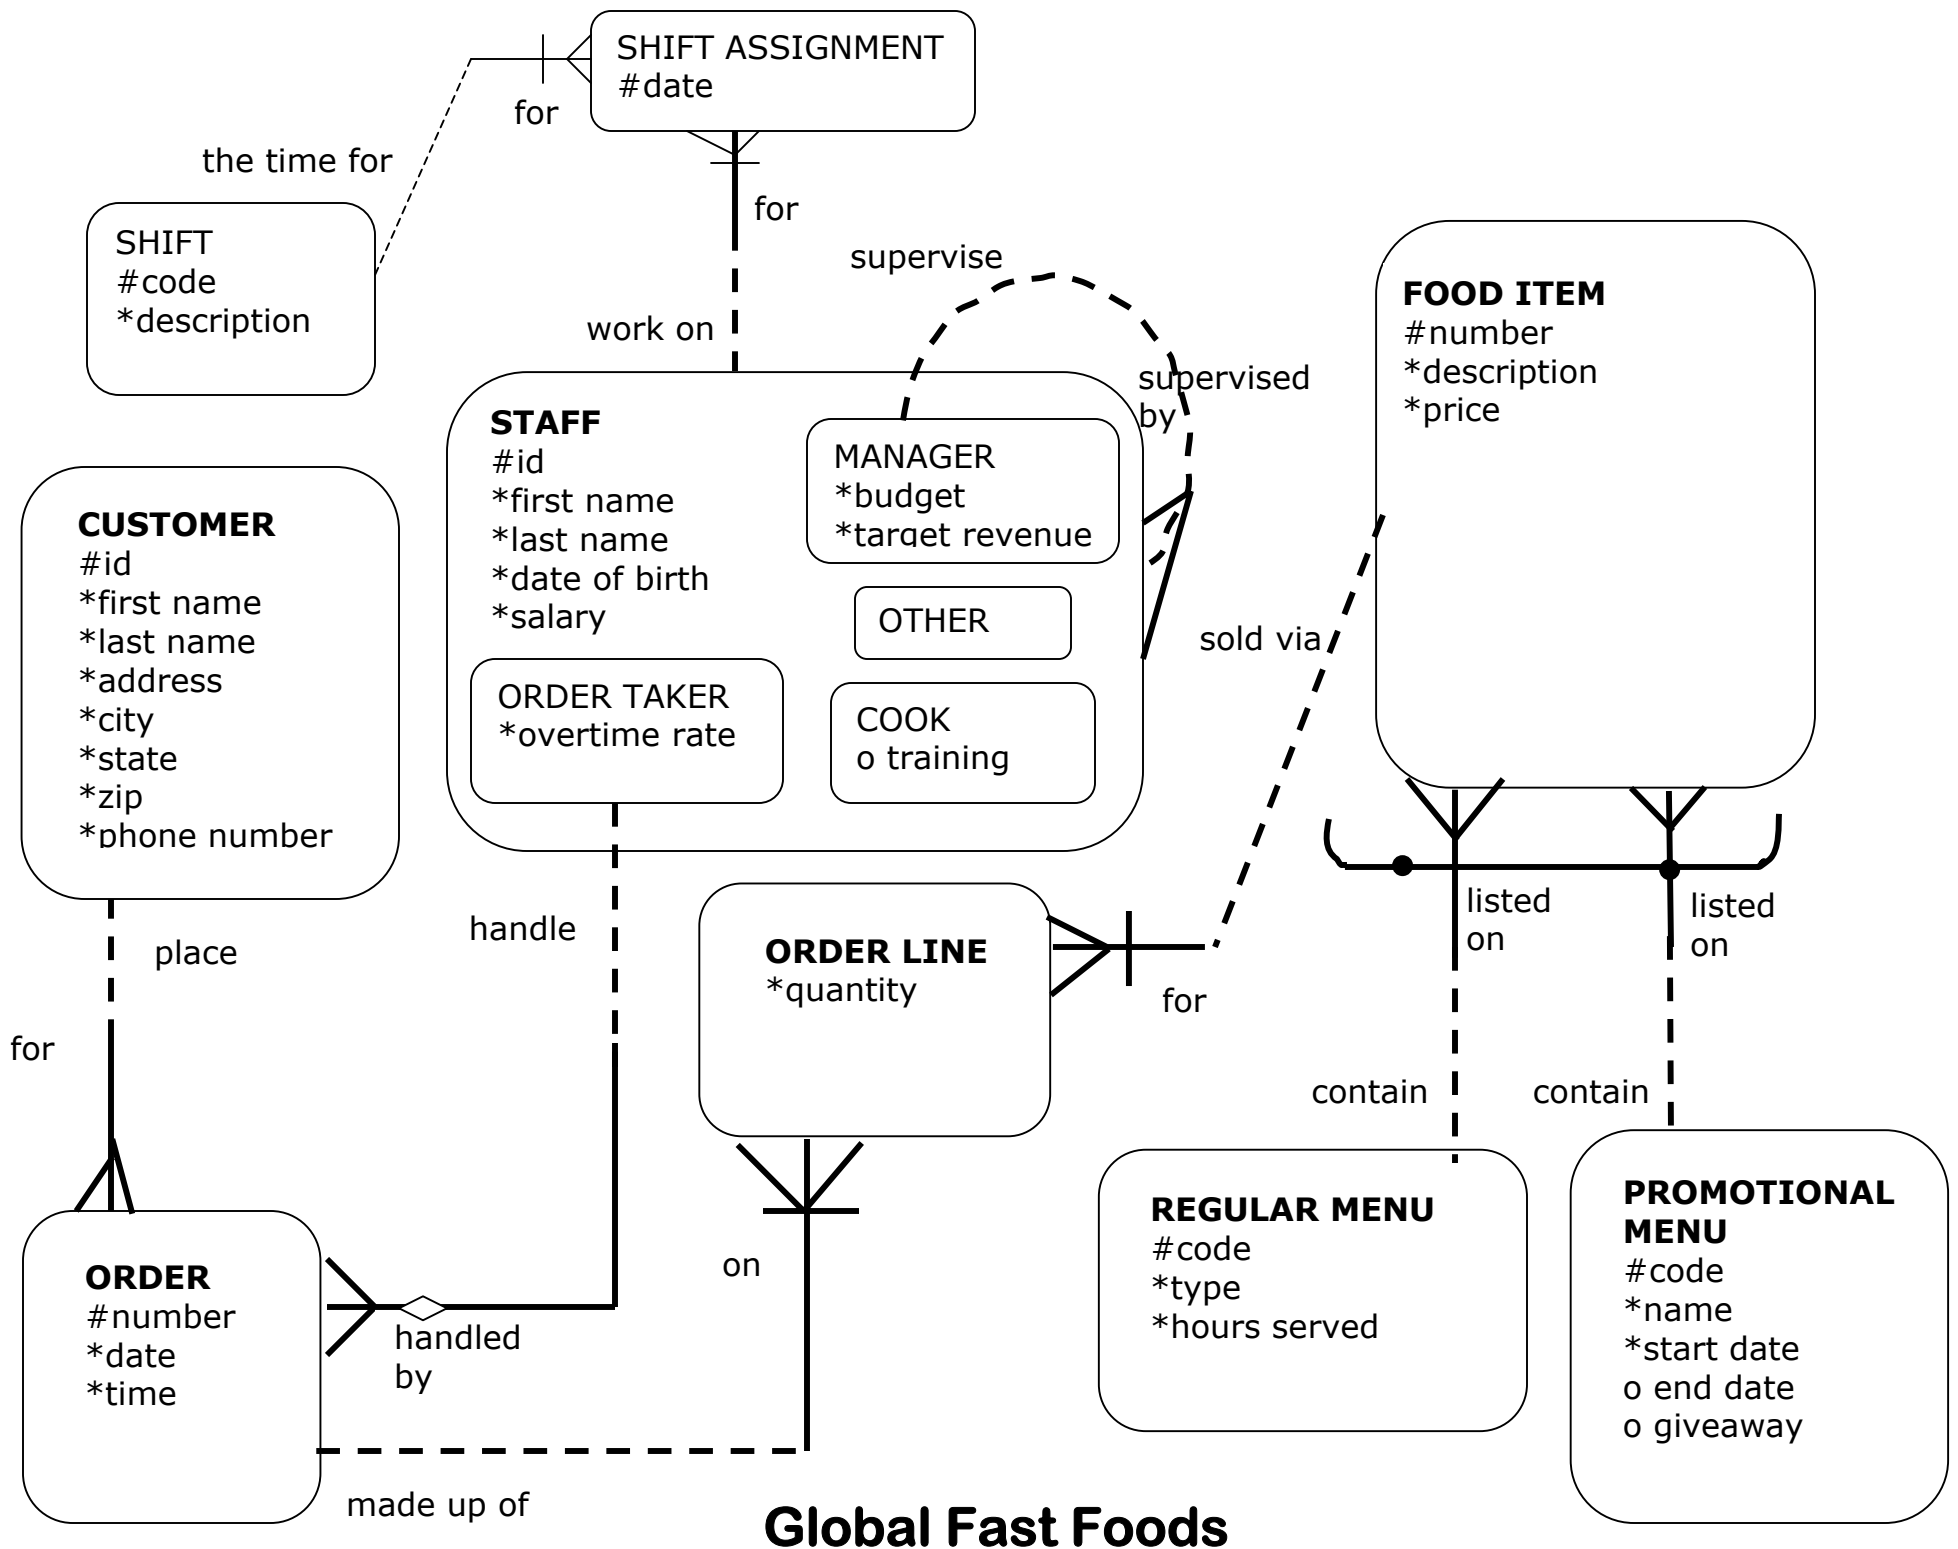 SHIFT ASSIGNMENT
#date
for
the time for
for
SHIFT
#code
*description
supervise
work on
supervised
by
FOOD ITEM
#number
*description
*price
STAFF
#id
*first name
*last name
*date of birth
*salary
MANAGER
*budget
*target revenue
OTHER
ORDER TAKER
*overtime rate
COOK
o training
CUSTOMER
#id
*first name
*last name
*address
*city
*state
*zip
*phone number
sold via
place
handle
for
ORDER LINE
*quantity
for
listed
on
listed
on
contain
contain
ORDER
#number
*date
*time
handled
by
on
made up of
REGULAR MENU
#code
*type
*hours served
PROMOTIONAL
MENU
#code
*name
*start date
o end date
o giveaway
Global Fast Foods